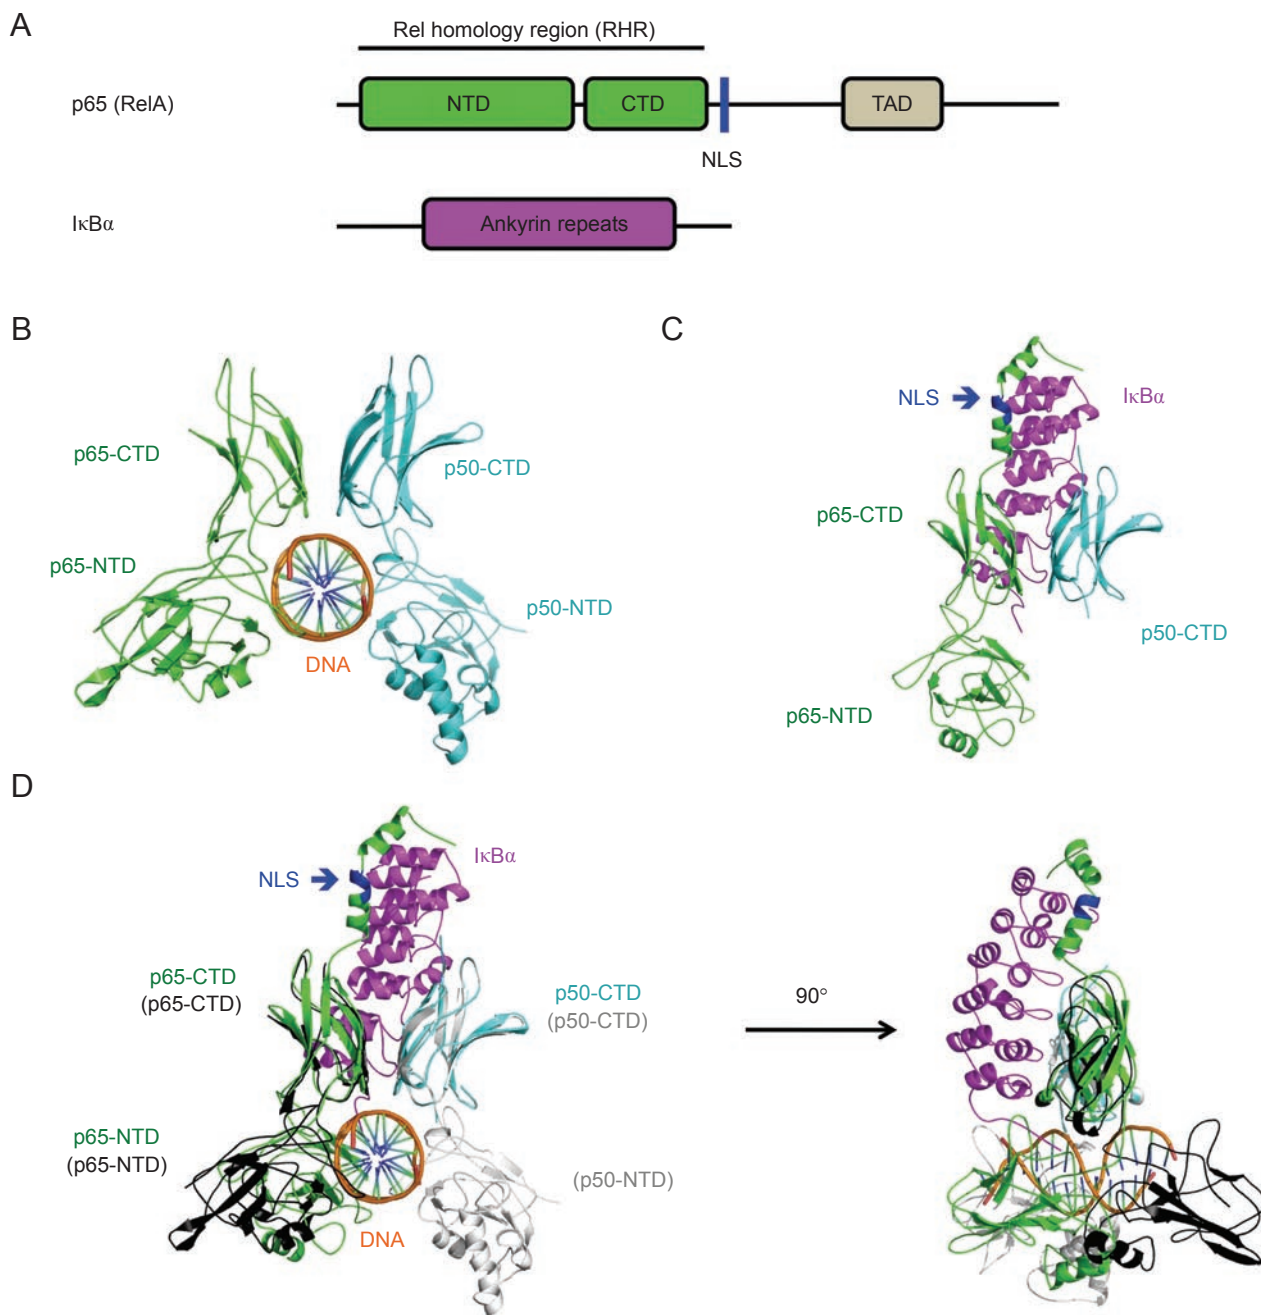 A
Rel homology region (RHR)
p65 (RelA)
NTD
CTD
TAD
NLS
IκBα
Ankyrin repeats
B
p65-CTD
p50-CTD
p65-NTD
p50-NTD
DNA
C
NLS
IκBα
p65-CTD
p50-CTD
p65-NTD
D
IκBα
NLS
p65-CTD
(p65-CTD)
p50-CTD
(p50-CTD)
90°
p65-NTD
(p65-NTD)
(p50-NTD)
DNA